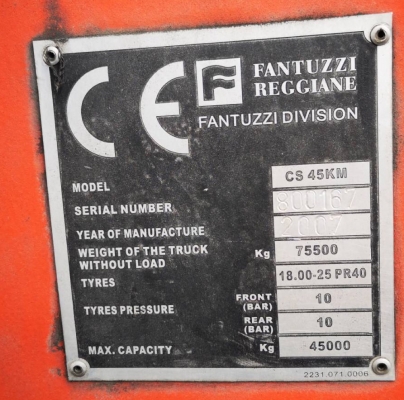 CE
FANTUZZI
REGGIANE
FANTUZZI DIVISION
MODEL CS 45KM
SERIAL NUMBER 800167
YEAR OF MANUFACTURE 2007
WEIGHT OF THE TRUCK
WITHOUT LOAD Kg 75500
TYRES 18.00-25 PR40
TYRES PRESSURE
FRONT
(BAR) 10
REAR
(BAR) 10
MAX. CAPACITY Kg 45000
2231.071.0006